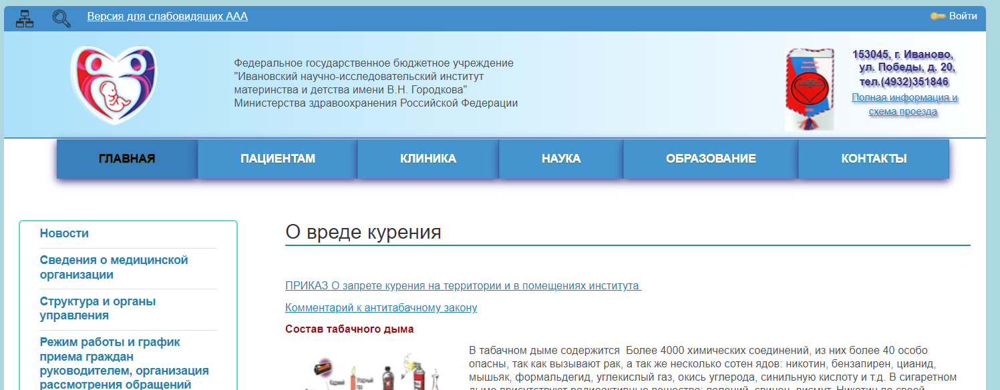 Версия для слабовидящих ААА
Войти
Федеральное государственное бюджетное учреждение
"Ивановский научно-исследовательский институт
материнства и детства имени В.Н. Городкова"
Министерства здравоохранения Российской Федерации
153045, г. Иваново,
ул. Победы, д. 20,
тел.(4932)351846
Полная информация и
схема проезда
ГЛАВНАЯ
ПАЦИЕНТАМ
КЛИНИКА
НАУКА
ОБРАЗОВАНИЕ
КОНТАКТЫ
Новости
Сведения о медицинской
организации
Структура и органы
управления
Режим работы и график
приема граждан
руководителем, организация
рассмотрения обращений
О вреде курения
ПРИКАЗ О запрете курения на территории и в помещениях института
Комментарий к антитабачному закону
Состав табачного дыма
Кадмий
Угарный
газ
В табачном дыме содержится  Более 4000 химических соединений, из них более 40 особо
опасны, так как вызывают рак, а так же несколько сотен ядов: никотин, бензапирен, цианид,
мышьяк, формальдегид, углекислый газ, окись углерода, синильную кислоту и т.д. В сигаретном
дыме присутствуют радиоактивные вещества: полоний, свинец, висмут. Никотин по своей